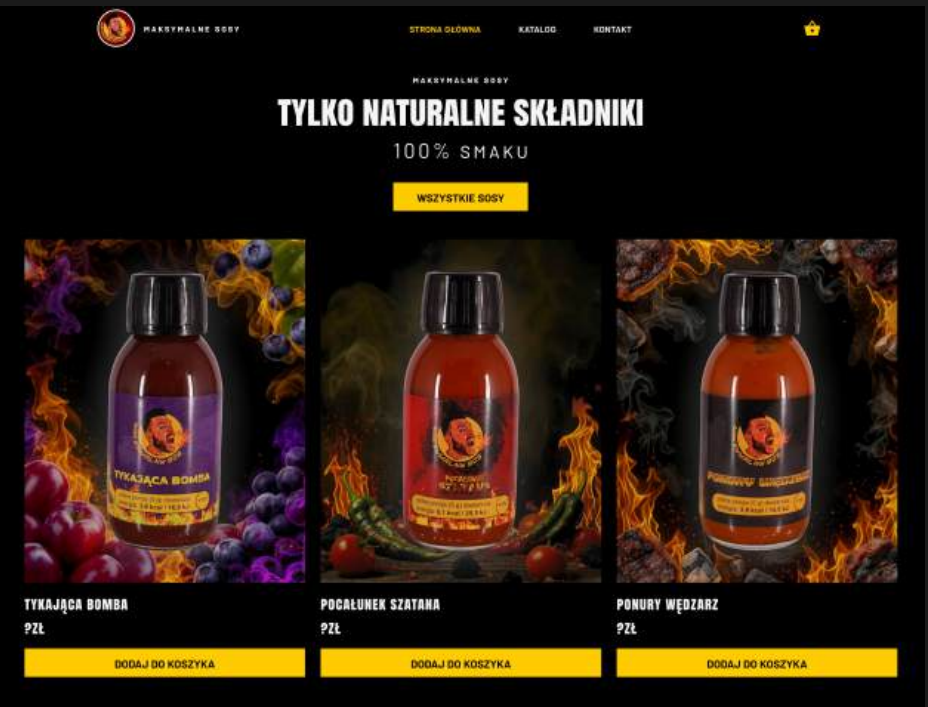 MAKSYMALNE SOSY
STRONA GŁÓWNA KATALOG KONTAKT
MAKSYMALNE SOSY
TYLKO NATURALNE SKŁADNIKI
100% SMAKU
WSZYSTKIE SOSY
TYKAJĄCA BOMBA
TYKAJĄCA BOMBA
?ZŁ
DODAJ DO KOSZYKA
POCAŁUNEK SZATANA
?ZŁ
DODAJ DO KOSZYKA
PONURY WĘDZARZ
?ZŁ
DODAJ DO KOSZYKA